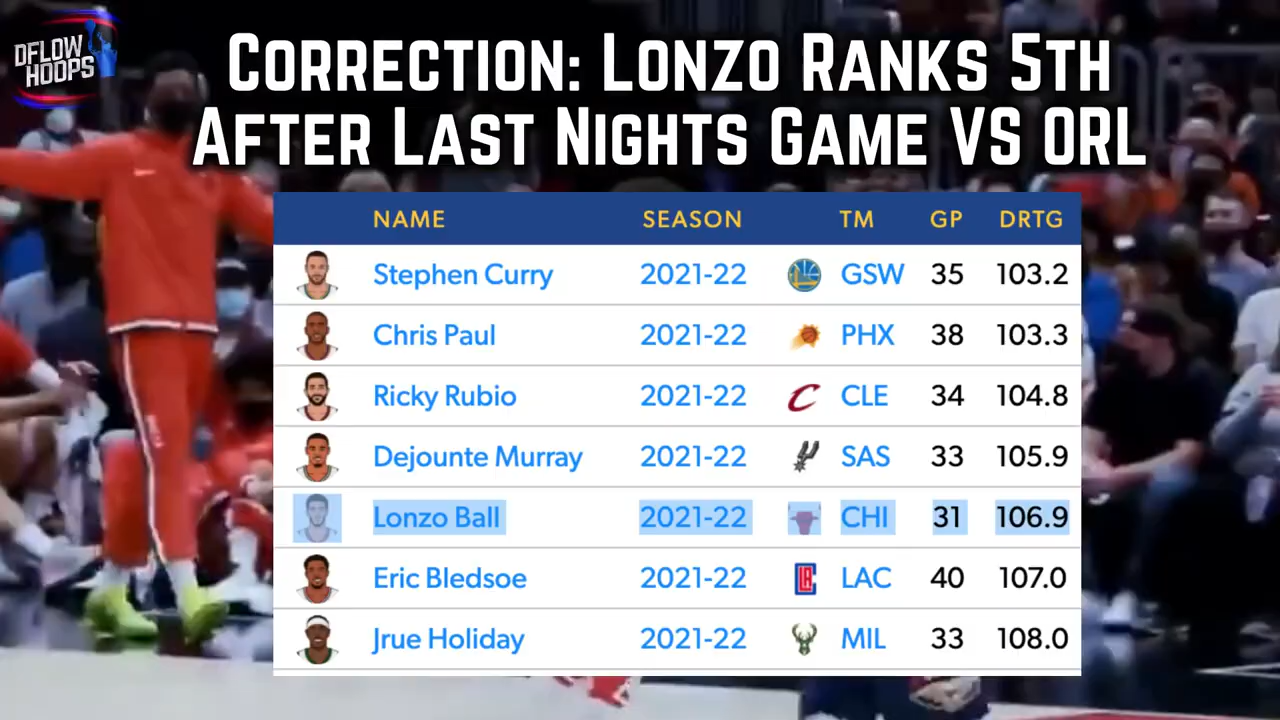 DFLOW
HOOPS
CORRECTION: LONZO RANKS 5TH
AFTER LAST NIGHTS GAME VS ORL
NAME SEASON TM GP DRTG
Stephen Curry 2021-22 GSW 35 103.2
Chris Paul 2021-22 PHX 38 103.3
Ricky Rubio 2021-22 CLE 34 104.8
Dejounte Murray 2021-22 SAS 33 105.9
Lonzo Ball 2021-22 CHI 31 106.9
Eric Bledsoe 2021-22 LAC 40 107.0
Jrue Holiday 2021-22 MIL 33 108.0